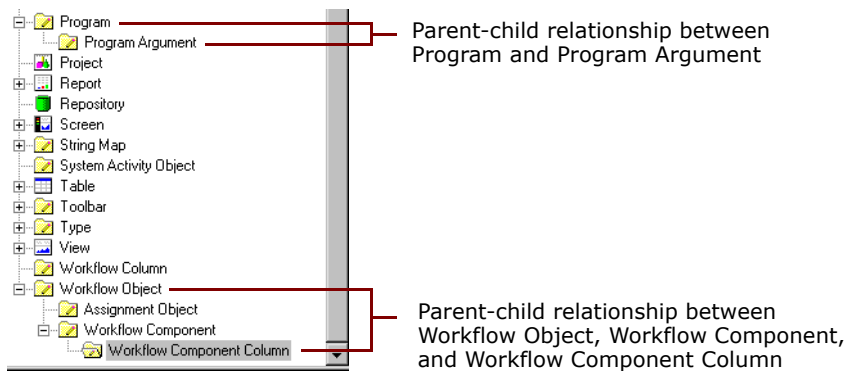 Program
Program Argument
Project
Report
Repository
Screen
String Map
System Activity Object
Table
Toolbar
Type
View
Workflow Column
Workflow Object
Assignment Object
Workflow Component
Workflow Component Column
Parent-child relationship between
Program and Program Argument
Parent-child relationship between
Workflow Object, Workflow Component,
and Workflow Component Column